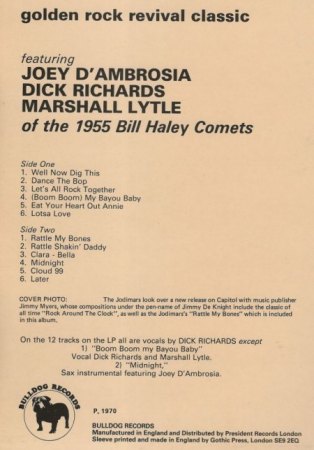 golden rock revival classic
featuring
JOEY D'AMBROSIA
DICK RICHARDS
MARSHALL LYTLE
of the 1955 Bill Haley Comets
Side One
1. Well Now Dig This
2. Dance The Bop
3. Let's All Rock Together
4. (Boom Boom) My Bayou Baby
5. Eat Your Heart Out Annie
6. Lotsa Love
Side Two
1. Rattle My Bones
2. Rattle Shakin' Daddy
3. Clara - Bella
4. Midnight
5. Cloud 99
6. Later
COVER PHOTO: The Jodimars look over a new release on Capitol with music publisher
Jimmy Myers, whose compositions under the pen-name of Jimmy De Knight include the classic of
all time "Rock Around The Clock", as well as the Jodimars's "Rattle My Bones" which is included
in this album.
On the 12 tracks on the LP all are vocals by DICK RICHARDS except
1) "Boom Boom my Bayou Baby"
Vocal Dick Richards and Marshall Lytle.
2) "Midnight,"
Sax instrumental featuring Joey D'Ambrosia.
BULLDOG RECORDS
P, 1970
BULLDOG RECORDS
Manufactured in England and Distributed by President Records London
Sleeve printed and made in England by Gothic Press, London SE9 2EQ.